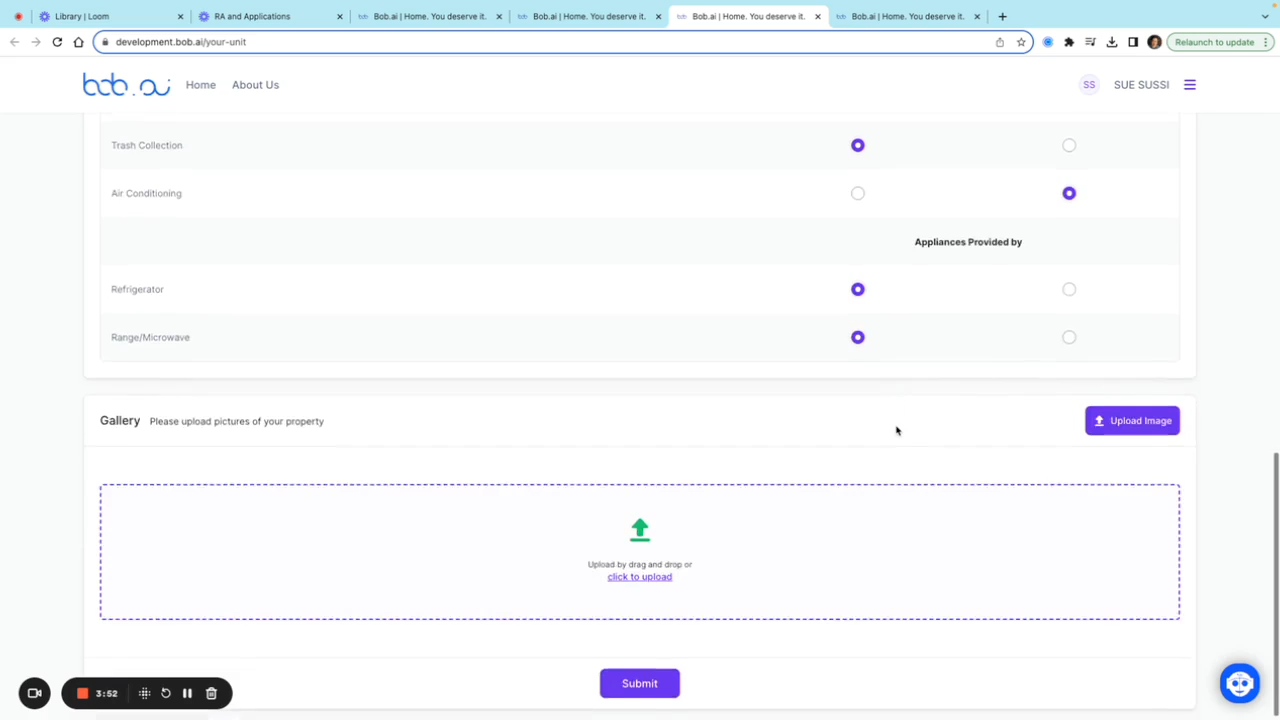 Library | Loom
RA and Applications
Bob.ai | Home. You deserve it.
Bob.ai | Home. You deserve it.
Bob.ai | Home. You deserve it.
Bob.ai | Home. You deserve it.
development.bob.ai/your-unit
Relaunch to update
bob.ai
Home
About Us
SS
SUE SUSSI
Trash Collection
Air Conditioning
Appliances Provided by
Refrigerator
Range/Microwave
Gallery
Please upload pictures of your property
Upload Image
Upload by drag and drop or
click to upload
Submit
3:52